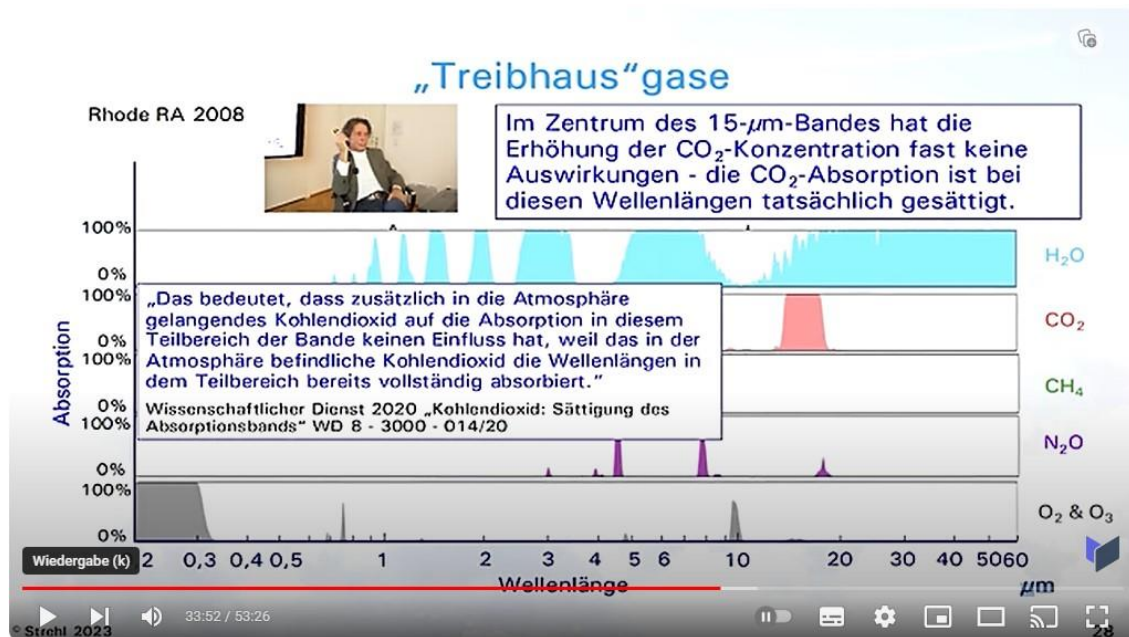 „Treibhaus“gase
Rhode RA 2008
Im Zentrum des 15-µm-Bandes hat die
Erhöhung der CO₂-Konzentration fast keine
Auswirkungen - die CO₂-Absorption ist bei
diesen Wellenlängen tatsächlich gesättigt.
100%
0%
H₂O
100%
0%
CO₂
„Das bedeutet, dass zusätzlich in die Atmosphäre
gelangendes Kohlendioxid auf die Absorption in diesem
Teilbereich der Bande keinen Einfluss hat, weil das in der
Atmosphäre befindliche Kohlendioxid die Wellenlängen in
dem Teilbereich bereits vollständig absorbiert.”
Wissenschaftlicher Dienst 2020 „Kohlendioxid: Sättigung des
Absorptionsbands“ WD 8 - 3000 - 014/20
Absorption
100%
0%
CH₄
100%
0%
N₂O
100%
0%
O₂ & O₃
Wiedergabe (k)
2 0,3 0,4 0,5 1 2 3 4 5 6 10 20 30 40 50 60
Wellenlänge
µm
33:52 / 53:26
© Strehl 2023
28